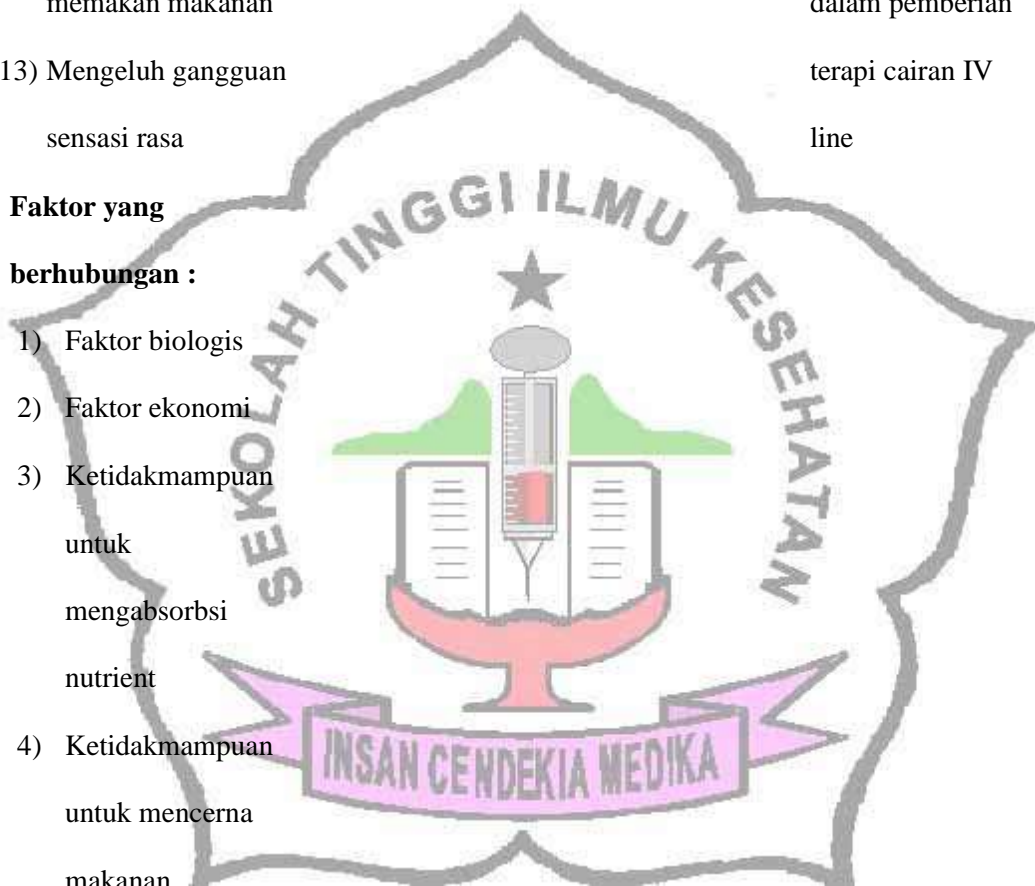 memakan makanan
13) Mengeluh gangguan
sensasi rasa
Faktor yang
berhubungan :
1) Faktor biologis
2) Faktor ekonomi
3) Ketidakmampuan
untuk
mengabsorbsi
nutrient
4) Ketidakmampuan
untuk mencerna
makanan
dalam pemberian
terapi cairan IV
line
SEKOLAH TINGGI ILMU KESEHATAN
INSAN CENDEKIA MEDIKA